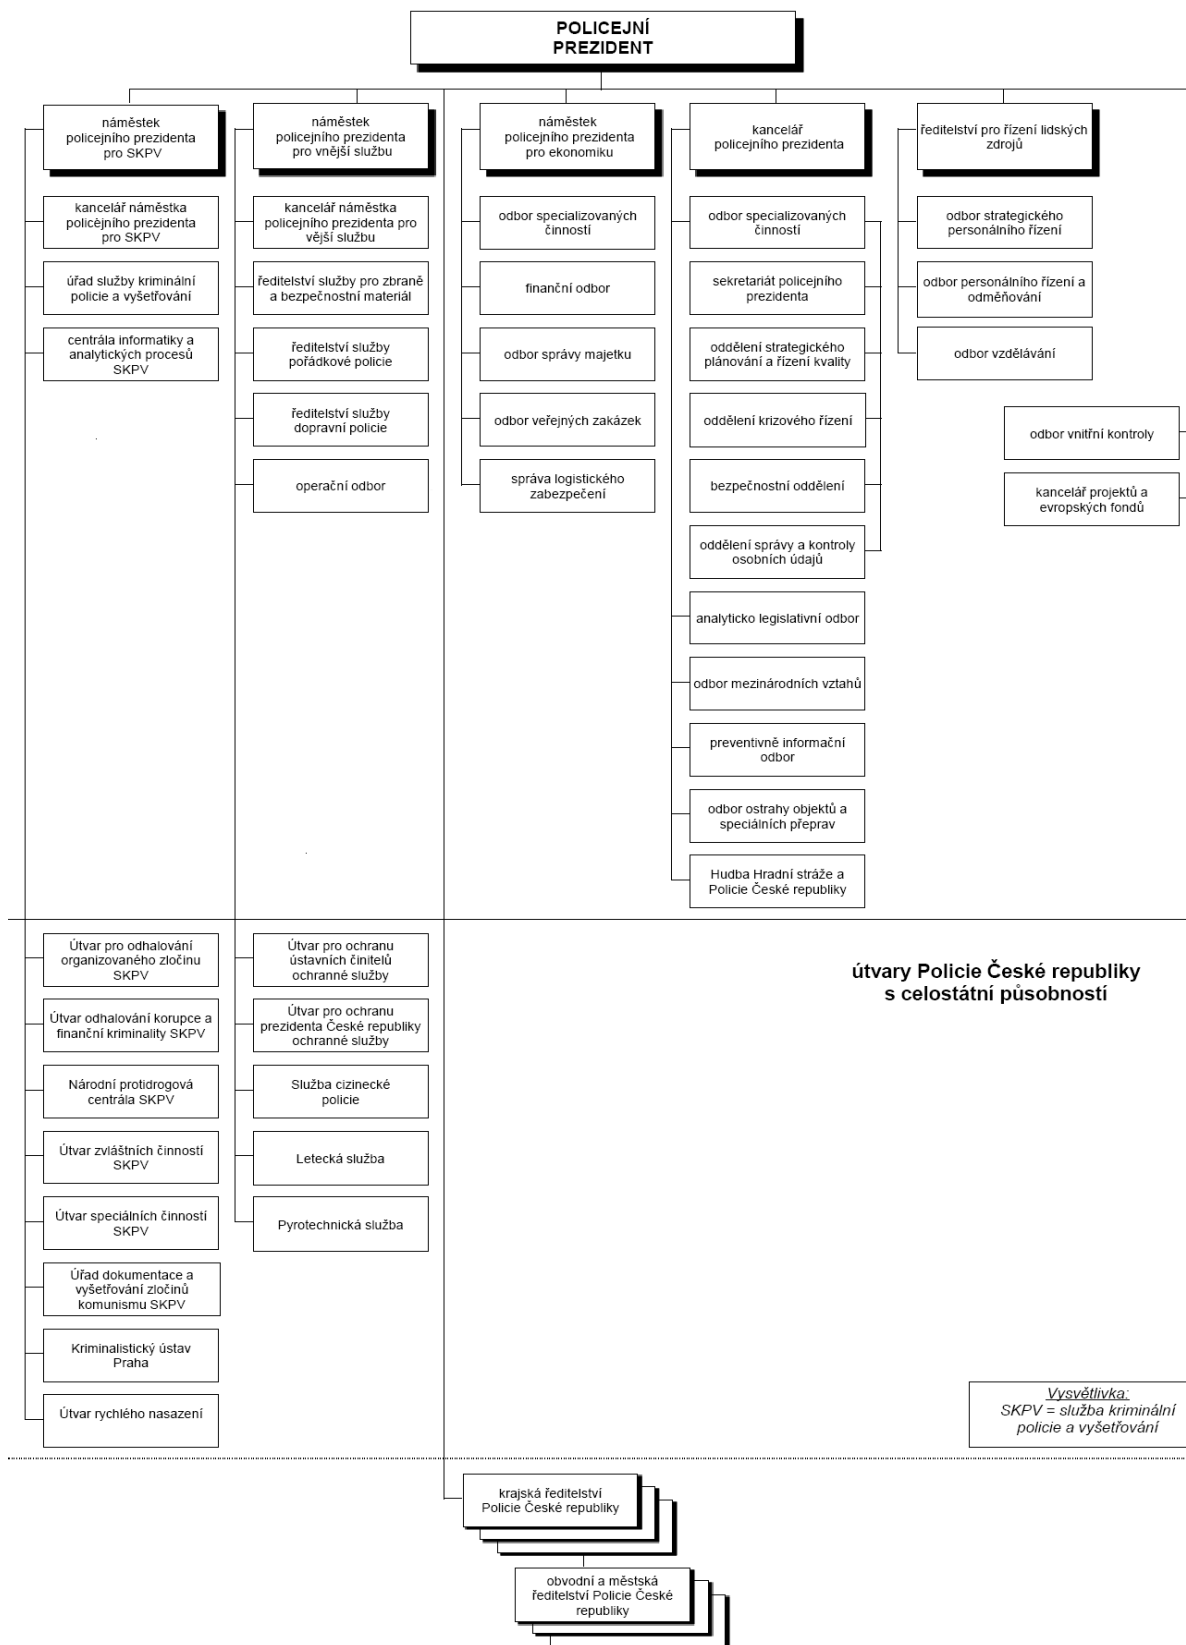 POLICEJNÍ
PREZIDENT
náměstek
policejního prezidenta
pro SKPV
náměstek
policejního prezidenta
pro vnější službu
náměstek
policejního prezidenta
pro ekonomiku
kancelář
policejního prezidenta
ředitelství pro řízení lidských
zdrojů
kancelář náměstka
policéjního prezidenta
pro SKPV
úřad služby kriminální
policie a vyšetřování
centrála informatiky a
analytických procesů
SKPV
kancelář náměstka
policejního prezidenta pro
vější službu
ředitelství služby pro zbraně
a bezpečnostní materiál
ředitelství služby
pořádkové policie
ředitelství služby
dopravní policie
operační odbor
odbor specializovaných
činností
finanční odbor
odbor správy majetku
odbor veřejných zakázek
správa logistického
zabezpečení
odbor specializovaných
činností
sekretariát policejního
prezidenta
oddělení strategického
plánování a řízení kvality
oddělení krizového řízení
bezpečnostní oddělení
oddělení správy a kontroly
osobních údajů
analyticko legislativní odbor
odbor mezinárodních vztahů
preventivně informační
odbor
odbor ostrahy objektů a
speciálních přeprav
Hudba Hradní stráže a
Policie České republiky
odbor strategického
personálního řízení
odbor personálního řízení a
odměňování
odbor vzdělávání
odbor vnitřní kontroly
kancelář projektů a
evropských fondů
útvary Policie České republiky
s celostátní působností
Útvar pro odhalování
organizovaného zločinu
SKPV
Útvar odhalování korupce a
finanční kriminality SKPV
Národní protidrogová
centrála SKPV
Útvar zvláštních činností
SKPV
Útvar speciálních činností
SKPV
Úřad dokumentace a
vyšetřování zločinů
komunismu SKPV
Kriminalistický ústav
Praha
Útvar rychlého nasazení
Útvar pro ochranu
ústavních činitelů
ochranné služby
Útvar pro ochranu
prezidenta České republiky
ochranné služby
Služba cizinecké
policie
Letecká služba
Pyrotechnická služba
Vysvětlivka:
SKPV = služba kriminální
policie a vyšetřování
krajská ředitelství
Policie České republiky
obvodní a městská
ředitelství Policie České
republiky